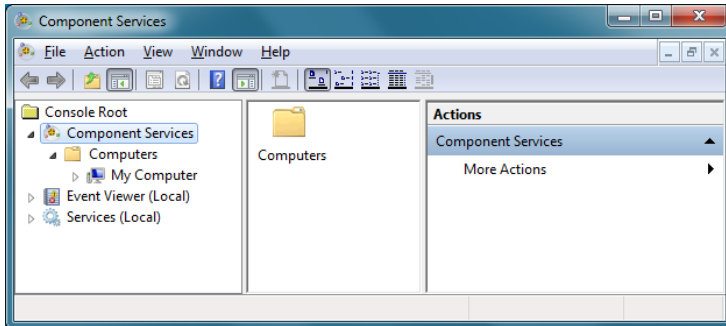 Component Services
File Action View Window Help
Console Root
Component Services
Computers
My Computer
Event Viewer (Local)
Services (Local)
Computers
Actions
Component Services
More Actions